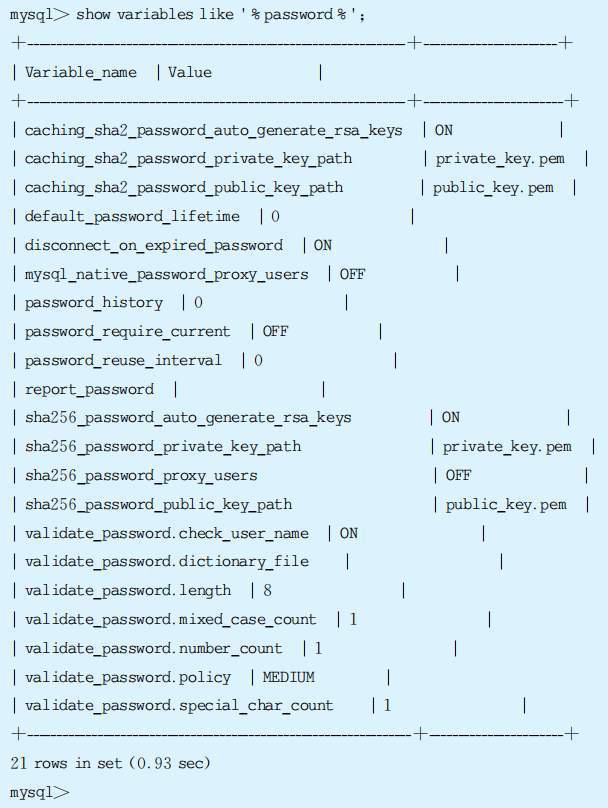 mysql> show variables like '%password%';
+---------------------------------------------+----------------+
| Variable_name | Value |
+---------------------------------------------+----------------+
| caching_sha2_password_auto_generate_rsa_keys | ON |
| caching_sha2_password_private_key_path | private_key.pem |
| caching_sha2_password_public_key_path | public_key.pem |
| default_password_lifetime | 0 |
| disconnect_on_expired_password | ON |
| mysql_native_password_proxy_users | OFF |
| password_history | 0 |
| password_require_current | OFF |
| password_reuse_interval | 0 |
| report_password | |
| sha256_password_auto_generate_rsa_keys | ON |
| sha256_password_private_key_path | private_key.pem |
| sha256_password_proxy_users | OFF |
| sha256_password_public_key_path | public_key.pem |
| validate_password.check_user_name | ON |
| validate_password.dictionary_file | |
| validate_password.length | 8 |
| validate_password.mixed_case_count | 1 |
| validate_password.number_count | 1 |
| validate_password.policy | MEDIUM |
| validate_password.special_char_count | 1 |
+---------------------------------------------+----------------+
21 rows in set (0.93 sec)
mysql>